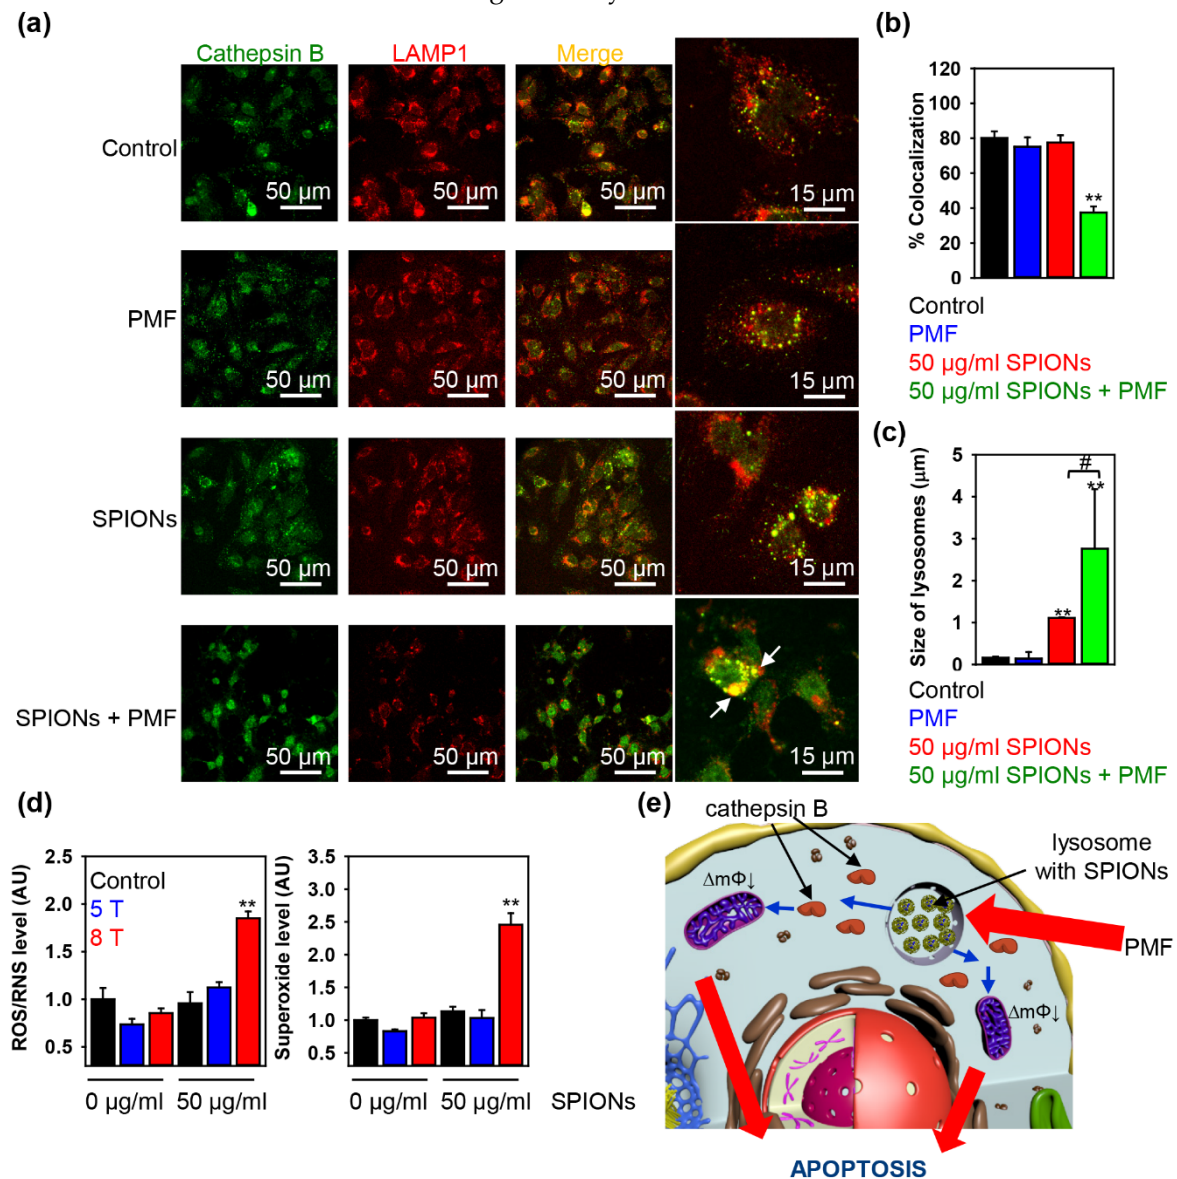 (a)
Cathepsin B LAMP1 Merge
Control
50 µm 50 µm 50 µm 15 µm
PMF
50 µm 50 µm 50 µm 15 µm
SPIONs
50 µm 50 µm 50 µm 15 µm
SPIONs + PMF
50 µm 50 µm 50 µm 15 µm
(b)
% Colocalization
120
100
80
60
40
20
0
**
Control
PMF
50 µg/ml SPIONs
50 µg/ml SPIONs + PMF
(c)
Size of lysosomes (µm)
5
4
3
2
1
0
#
**
**
Control
PMF
50 µg/ml SPIONs
50 µg/ml SPIONs + PMF
(d)
ROS/RNS level (AU)
2.5
2.0
1.5
1.0
0.5
Control
5 T
8 T
**
0 µg/ml 50 µg/ml
Superoxide level (AU)
3.5
3.0
2.5
2.0
1.5
1.0
0.5
**
0 µg/ml 50 µg/ml SPIONs
(e)
cathepsin B
lysosome
with SPIONs
ΔmΦ↓
PMF
ΔmΦ↓
APOPTOSIS